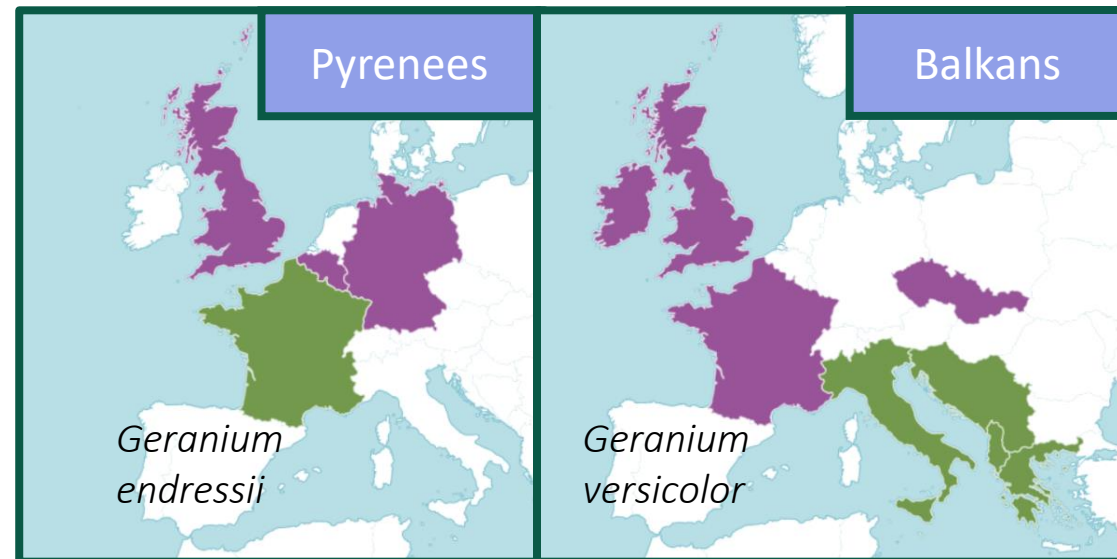 Pyrenees
Geranium
endressii
Balkans
Geranium
versicolor